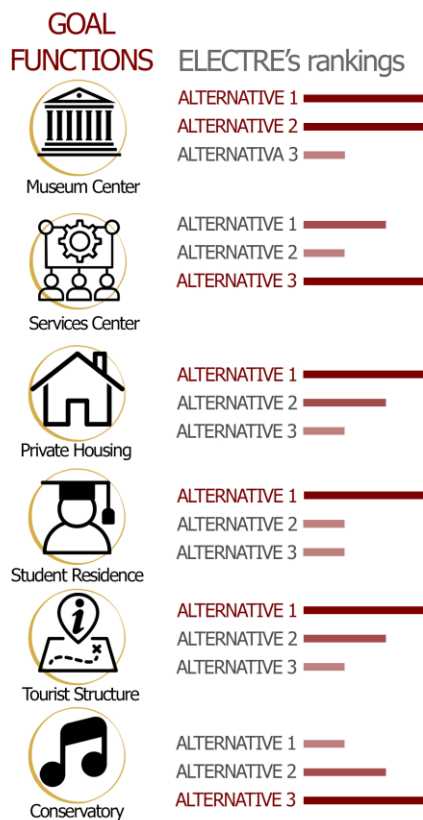 GOAL
FUNCTIONS
ELECTRE's rankings
ALTERNATIVE 1
ALTERNATIVE 2
ALTERNATIVA 3
Museum Center
ALTERNATIVE 1
ALTERNATIVE 2
ALTERNATIVE 3
Services Center
ALTERNATIVE 1
ALTERNATIVE 2
ALTERNATIVE 3
Private Housing
ALTERNATIVE 1
ALTERNATIVE 2
ALTERNATIVE 3
Student Residence
ALTERNATIVE 1
ALTERNATIVE 2
ALTERNATIVE 3
Tourist Structure
ALTERNATIVE 1
ALTERNATIVE 2
ALTERNATIVE 3
Conservatory